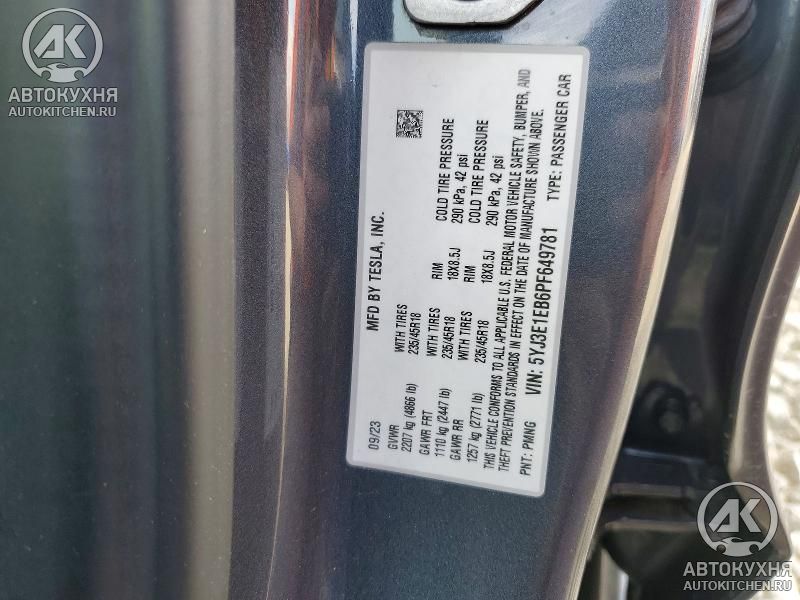 AK
АВТОКУХНЯ
AUTOKITCHEN.RU
MFD BY TESLA, INC.
09/23
GVWR
2207 kg (4866 lb)
GAWR FRT WITH TIRES RIM COLD TIRE PRESSURE
1110 kg (2447 lb) 235/45R18 18X8.5J 290 kPa, 42 psi
GAWR RR WITH TIRES RIM COLD TIRE PRESSURE
1257 kg (2771 lb) 235/45R18 18X8.5J 290 kPa, 42 psi
THIS VEHICLE CONFORMS TO ALL APPLICABLE U.S. FEDERAL MOTOR VEHICLE SAFETY, BUMPER, AND
THEFT PREVENTION STANDARDS IN EFFECT ON THE DATE OF MANUFACTURE SHOWN ABOVE.
PNT: PMNG VIN: 5YJ3E1EB6PF649781 TYPE: PASSENGER CAR
AK
АВТОКУХНЯ
AUTOKITCHEN.RU